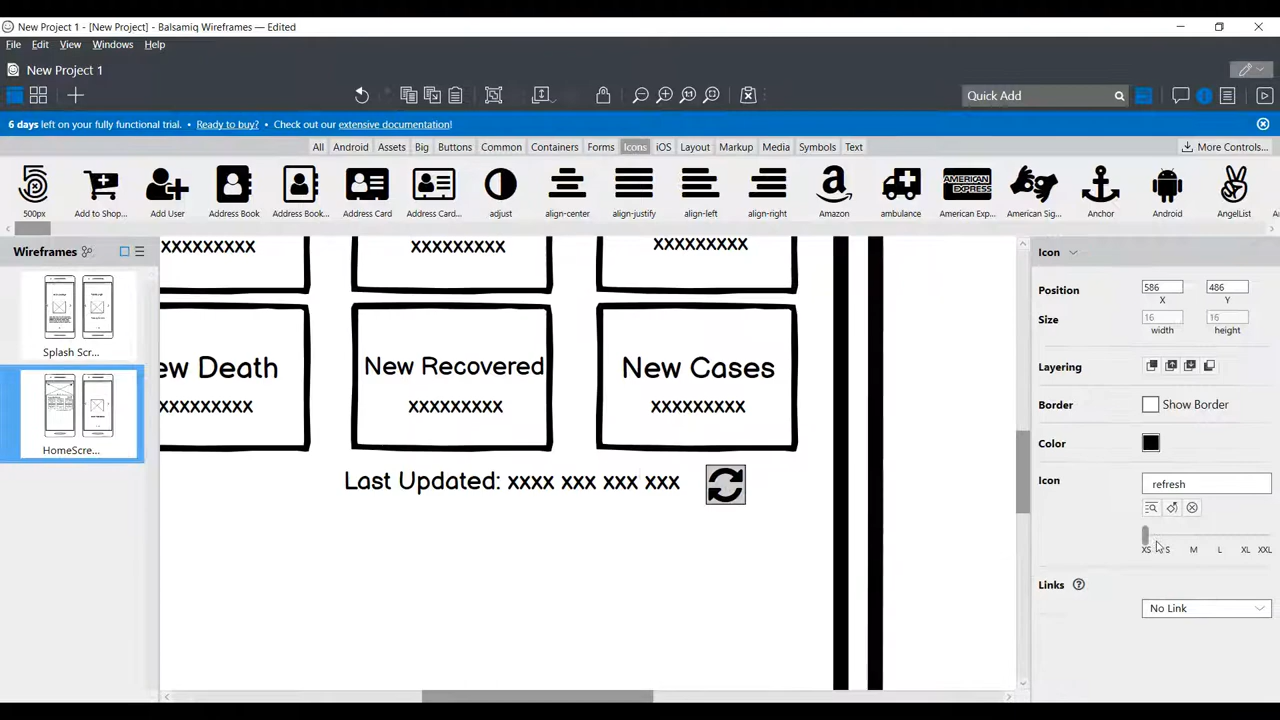 New Project 1 - [New Project] - Balsamiq Wireframes — Edited
File Edit View Windows Help
New Project 1
Quick Add
6 days left on your fully functional trial. • Ready to buy? • Check out our extensive documentation!
All Android Assets Big Buttons Common Containers Forms Icons iOS Layout Markup Media Symbols Text More Controls...
500px Add to Shop... Add User Address Book Address Book... Address Card Address Card... adjust align-center align-justify align-left align-right Amazon ambulance American Exp... American Sig... Anchor Android AngelList
Wireframes
Splash Scr...
HomeScre...
xxxxxxxxx xxxxxxxxx xxxxxxxxx
ew Death New Recovered New Cases
xxxxxxxxx xxxxxxxxx xxxxxxxxx
Last Updated: xxxx xxx xxx xxx
Icon
Position 586 486
X Y
Size 16 16
width height
Layering
Border Show Border
Color
Icon refresh
XS S M L XL XXL
Links ?
No Link